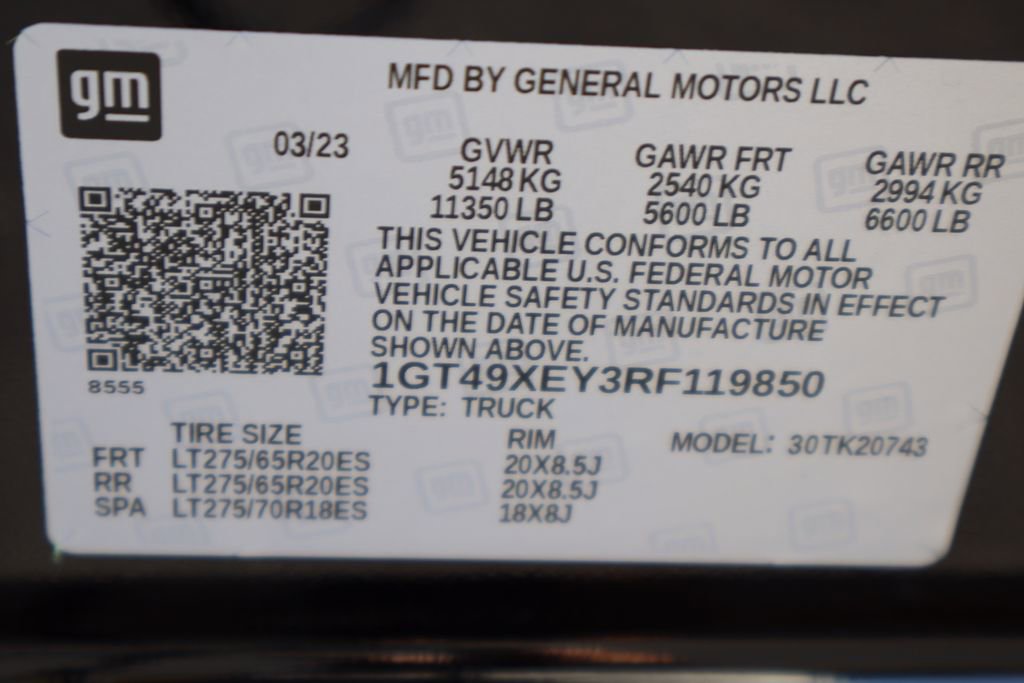 gm
MFD BY GENERAL MOTORS LLC
03/23
GVWR GAWR FRT GAWR RR
5148 KG 2540 KG 2994 KG
11350 LB 5600 LB 6600 LB
THIS VEHICLE CONFORMS TO ALL
APPLICABLE U.S. FEDERAL MOTOR
VEHICLE SAFETY STANDARDS IN EFFECT
ON THE DATE OF MANUFACTURE
SHOWN ABOVE.
8555
1GT49XEY3RF119850
TYPE: TRUCK
TIRE SIZE RIM MODEL: 30TK20743
FRT LT275/65R20ES 20X8.5J
RR LT275/65R20ES 20X8.5J
SPA LT275/70R18ES 18X8J